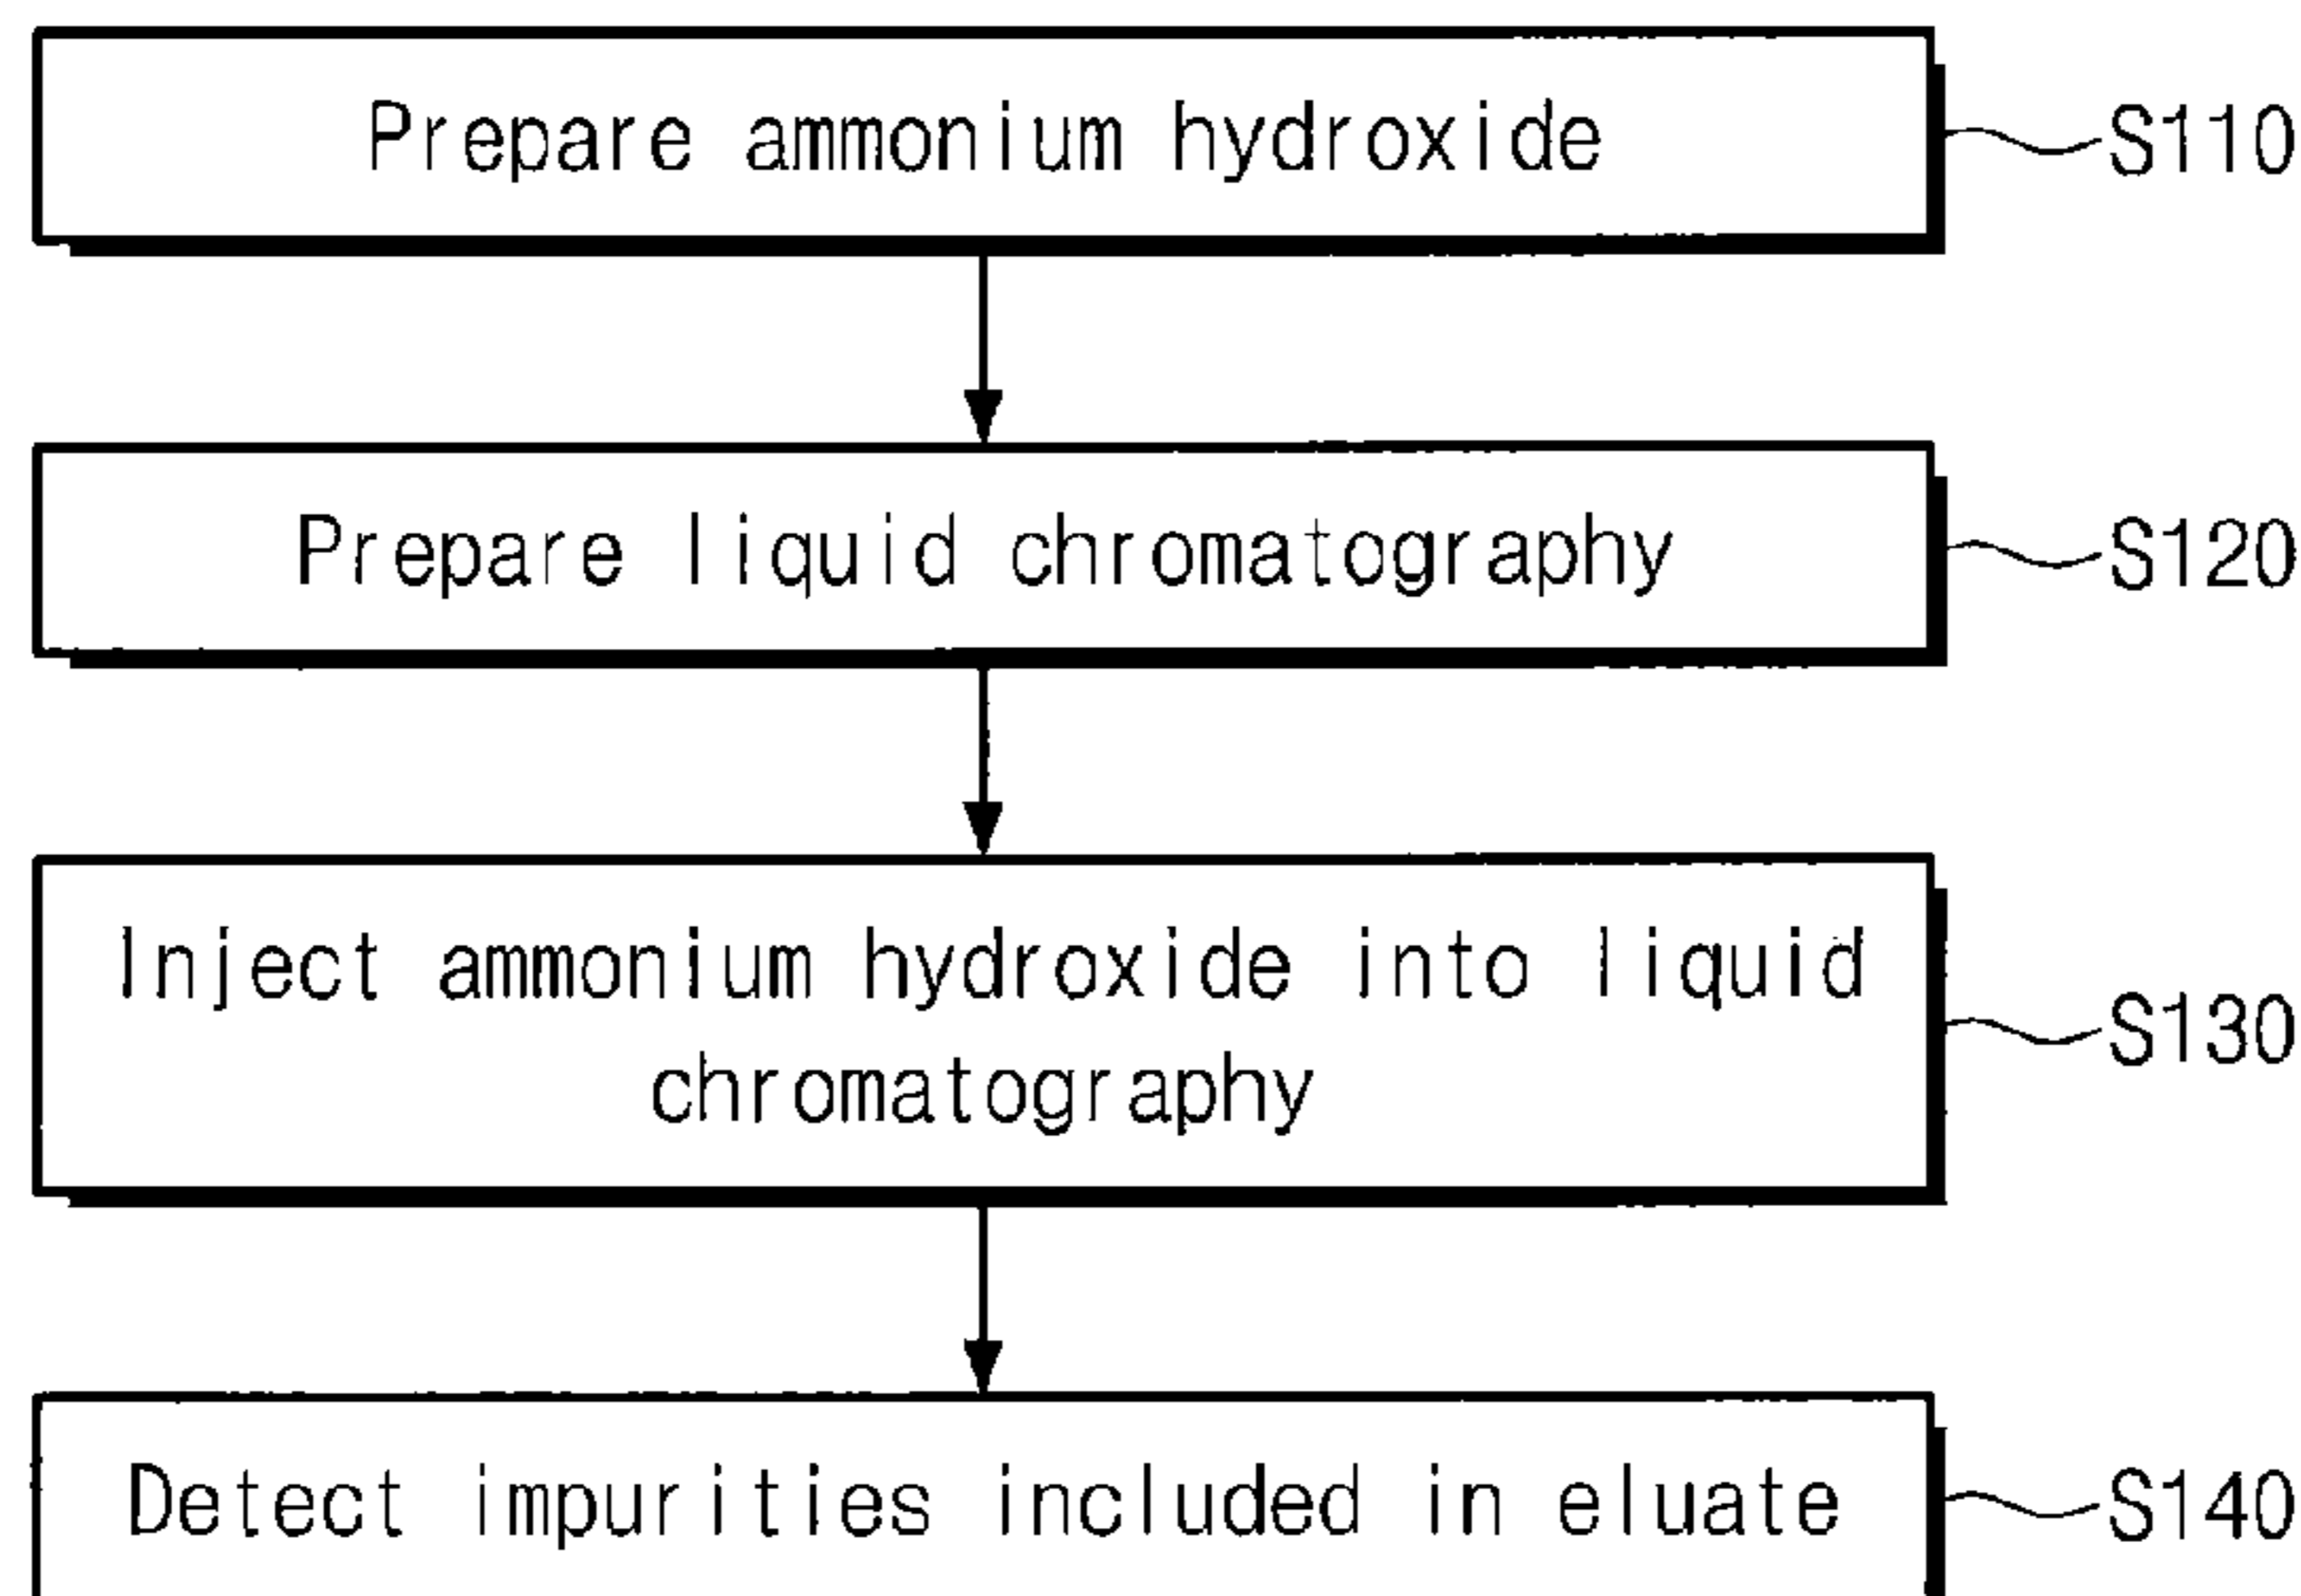 Prepare ammonium hydroxide
S110
Prepare liquid chromatography
S120
Inject ammonium hydroxide into liquid
chromatography
S130
Detect impurities included in eluate
S140